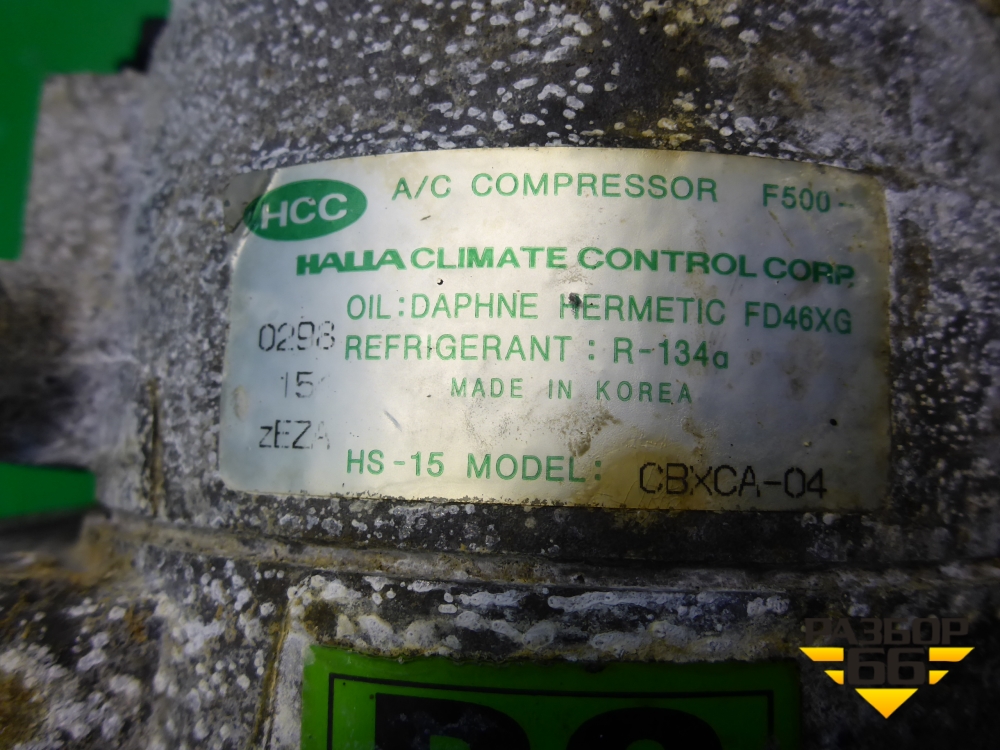 HCC A/C COMPRESSOR F500-
HALLA CLIMATE CONTROL CORP.
OIL:DAPHNE HERMETIC FD46XG
0298 REFRIGERANT : R-134a
15 MADE IN KOREA
zEZA
HS-15 MODEL: CBXCA-04
РАЗБОР
66